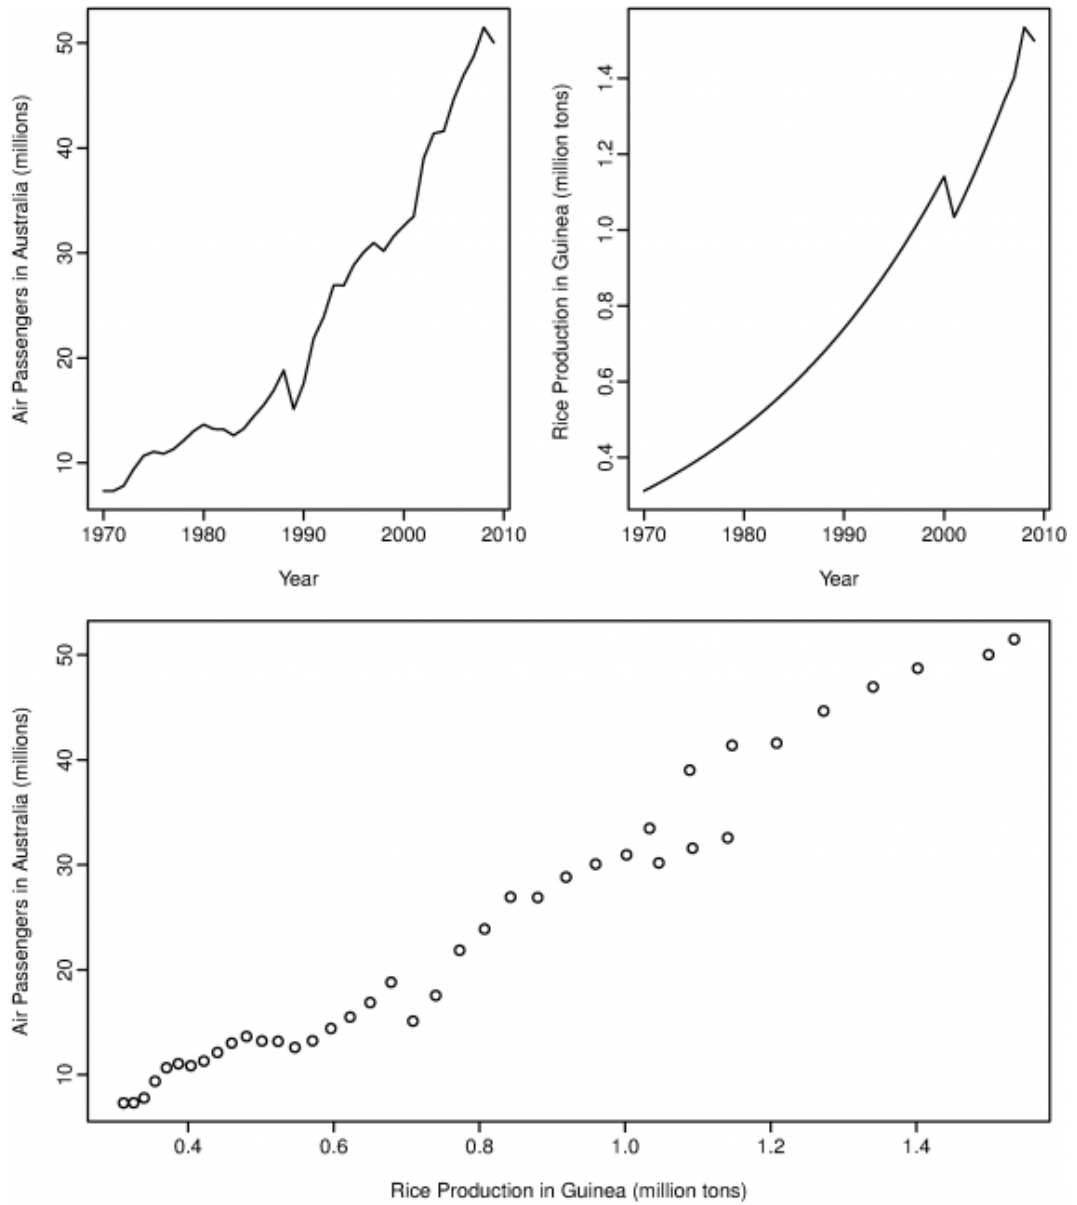 Air Passengers in Australia (millions)
50
40
30
20
10
1970 1980 1990 2000 2010
Year
Rice Production in Guinea (million tons)
1.4
1.2
1.0
0.8
0.6
0.4
1970 1980 1990 2000 2010
Year
Air Passengers in Australia (millions)
50
40
30
20
10
0.4 0.6 0.8 1.0 1.2 1.4
Rice Production in Guinea (million tons)